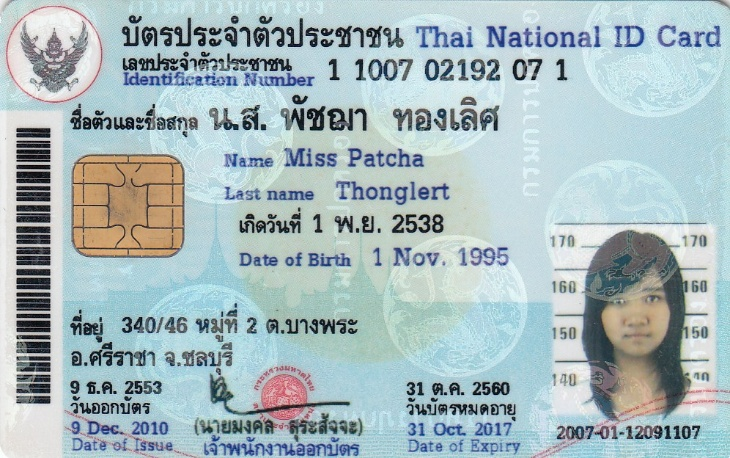 บัตรประจำตัวประชาชน Thai National ID Card
เลขประจำตัวประชาชน 1 1007 02192 07 1
Identification Number
ชื่อตัวและชื่อสกุล น.ส. พัชฌา ทองเลิศ
Name Miss Patcha
Last name Thonglert
เกิดวันที่ 1 พ.ย. 2538
Date of Birth 1 Nov. 1995
ที่อยู่ 340/46 หมู่ที่ 2 ต.บางพระ
อ.ศรีราชา จ.ชลบุรี
9 ธ.ค. 2553
วันออกบัตร
9 Dec. 2010
Date of Issue
(นายมงคล สุระสัจจะ)
เจ้าพนักงานออกบัตร
31 ต.ค. 2560
วันบัตรหมดอายุ
31 Oct. 2017
Date of Expiry
170 170
160 160
150 150
140 140
2007-01-12091107